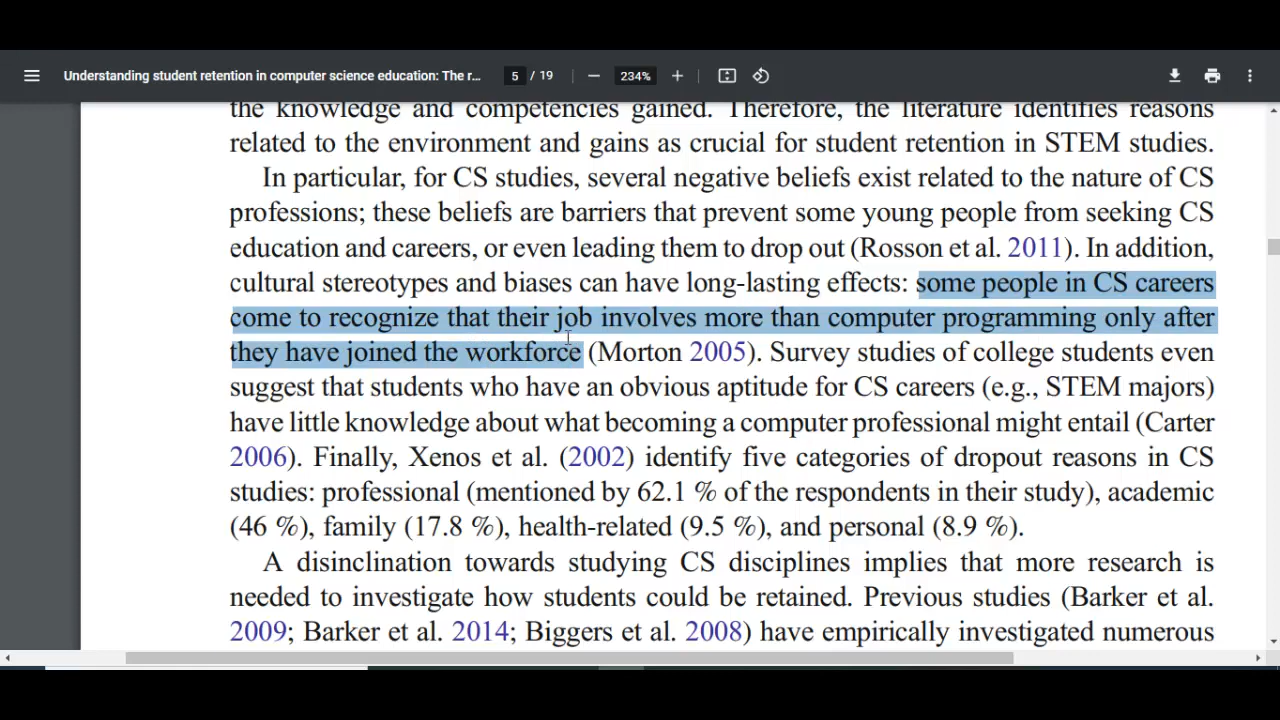 Understanding student retention in computer science education: The r... 5 / 19 234%
the knowledge and competencies gained. Therefore, the literature identifies reasons
related to the environment and gains as crucial for student retention in STEM studies.
In particular, for CS studies, several negative beliefs exist related to the nature of CS
professions; these beliefs are barriers that prevent some young people from seeking CS
education and careers, or even leading them to drop out (Rosson et al. 2011). In addition,
cultural stereotypes and biases can have long-lasting effects: some people in CS careers
come to recognize that their job involves more than computer programming only after
they have joined the workforce (Morton 2005). Survey studies of college students even
suggest that students who have an obvious aptitude for CS careers (e.g., STEM majors)
have little knowledge about what becoming a computer professional might entail (Carter
2006). Finally, Xenos et al. (2002) identify five categories of dropout reasons in CS
studies: professional (mentioned by 62.1 % of the respondents in their study), academic
(46 %), family (17.8 %), health-related (9.5 %), and personal (8.9 %).
A disinclination towards studying CS disciplines implies that more research is
needed to investigate how students could be retained. Previous studies (Barker et al.
2009; Barker et al. 2014; Biggers et al. 2008) have empirically investigated numerous